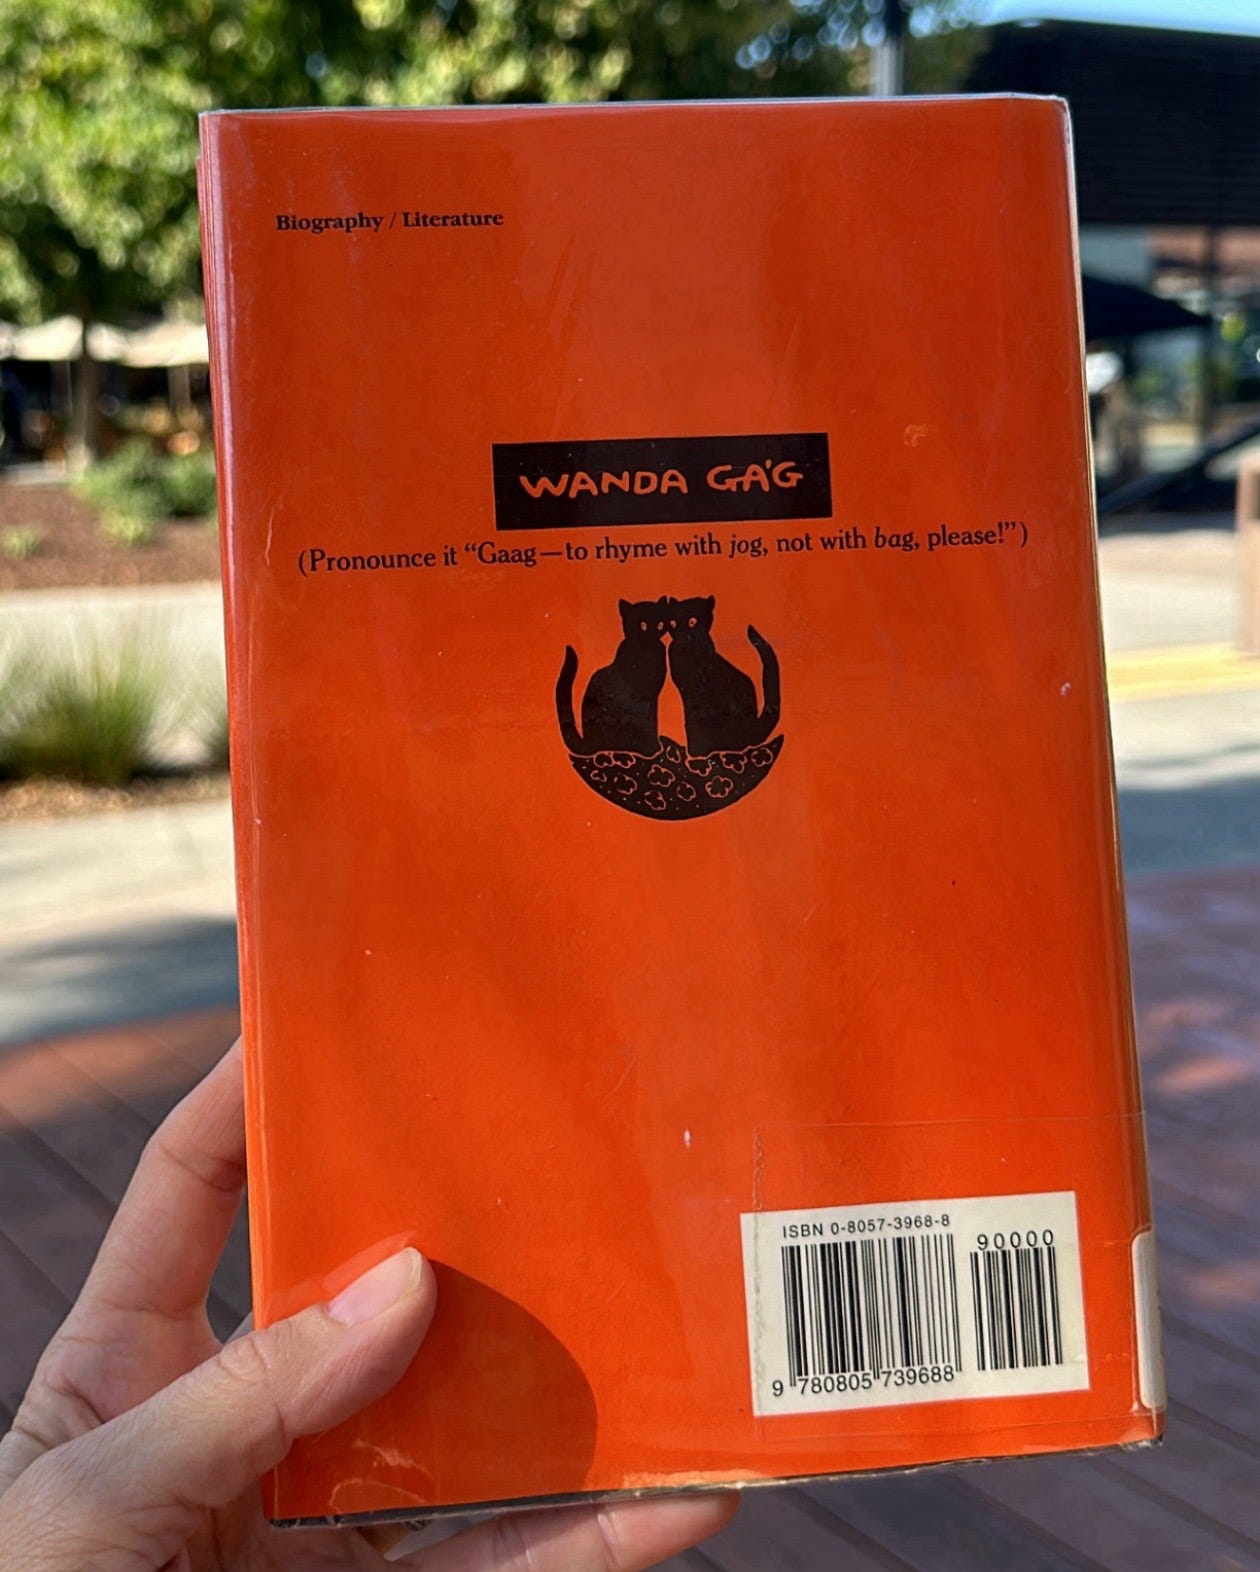 Biography / Literature
WANDA GA'G
(Pronounce it “Gaag—to rhyme with jog, not with bag, please!”)
ISBN 0-8057-3968-8
90000
9 780805 739688